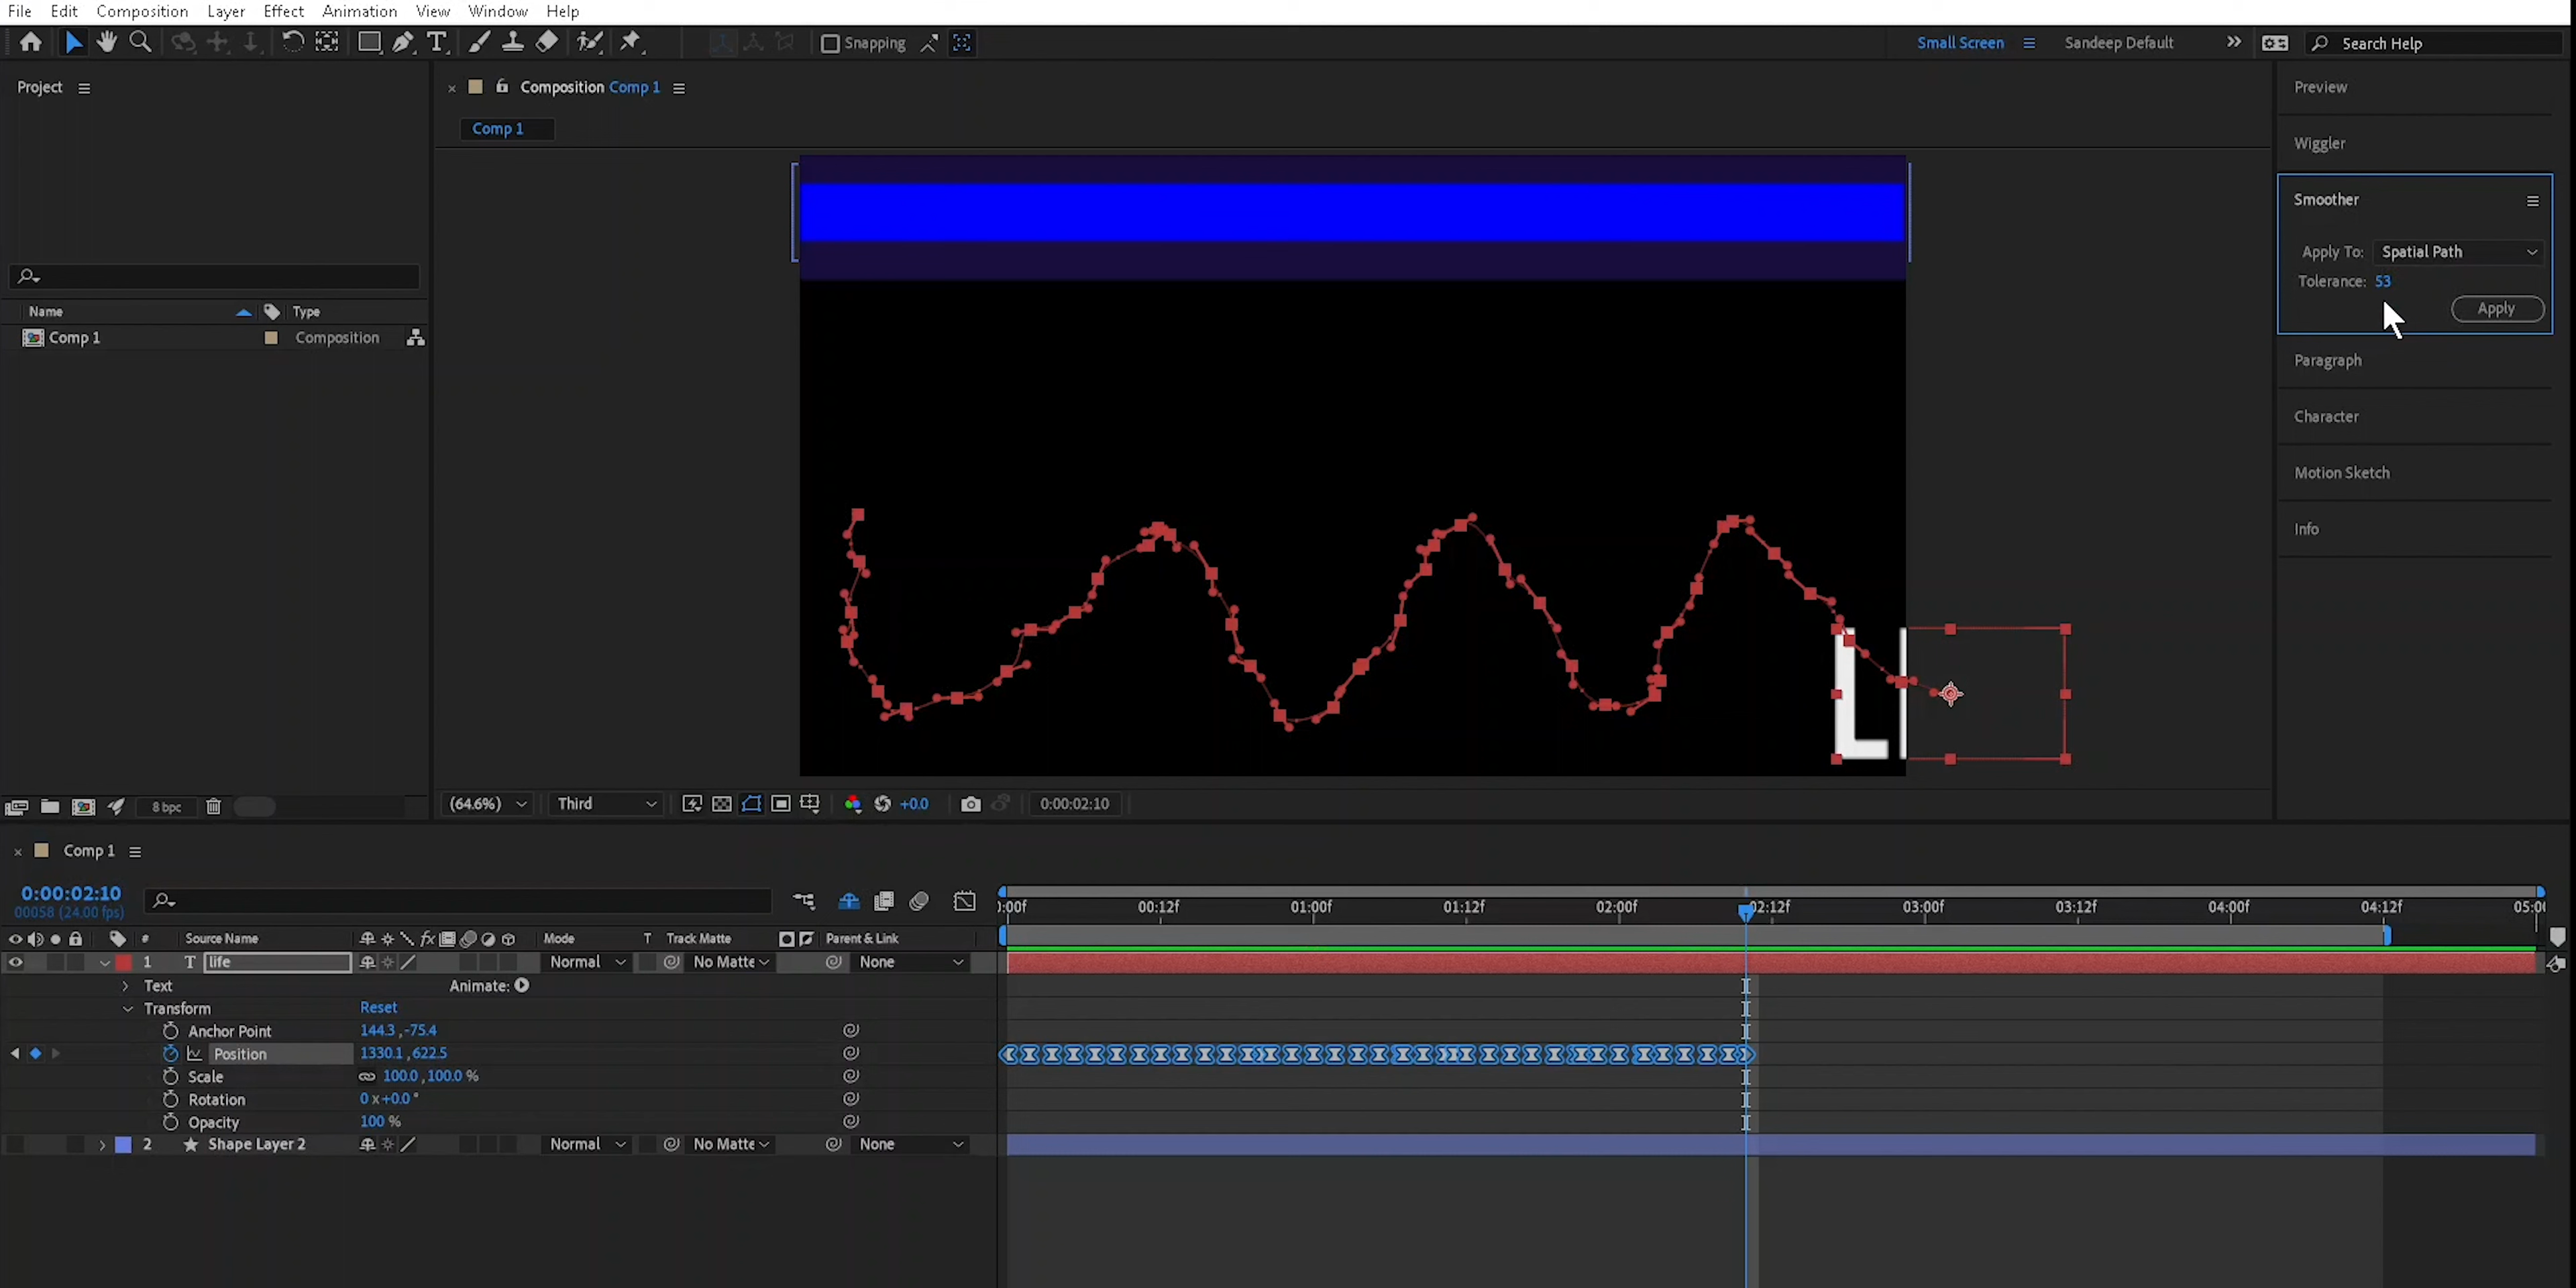 File Edit Composition Layer Effect Animation View Window Help
Snapping Small Screen Sandeep Default Search Help
Project Composition Comp 1 Preview
Comp 1
Wiggler
Smoother
Apply To: Spatial Path
Tolerance: 53
Apply
Name Type
Comp 1 Composition
Paragraph
Character
Motion Sketch
Info
LI
(64.6%) Third +0.0 0:00:02:10
8 bpc
Comp 1
0:00:02:10
00058 (24.00 fps)
):00f 00:12f 01:00f 01:12f 02:00f 02:12f 03:00f 03:12f 04:00f 04:12f 05:0
# Source Name fx Mode T Track Matte Parent & Link
1 T life Normal No Matte None
Text Animate:
Transform Reset
Anchor Point 144.3 ,-75.4
Position 1330.1 ,622.5
Scale 100.0 ,100.0 %
Rotation 0 x+0.0 °
Opacity 100 %
2 Shape Layer 2 Normal No Matte None